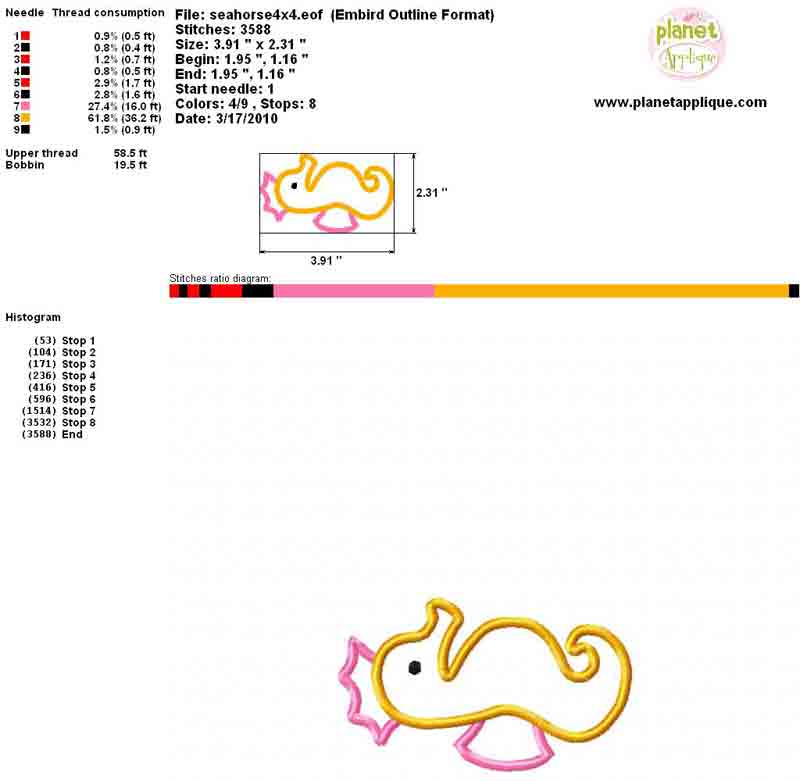 Needle Thread consumption
1 0.9% (0.5 ft)
2 0.8% (0.4 ft)
3 1.2% (0.7 ft)
4 0.8% (0.5 ft)
5 2.9% (1.7 ft)
6 2.8% (1.6 ft)
7 27.4% (16.0 ft)
8 61.8% (36.2 ft)
9 1.5% (0.9 ft)
Upper thread 58.5 ft
Bobbin 19.5 ft
File: seahorse4x4.eof (Embird Outline Format)
Stitches: 3588
Size: 3.91 " x 2.31 "
Begin: 1.95 ", 1.16 "
End: 1.95 ", 1.16 "
Start needle: 1
Colors: 4/9 , Stops: 8
Date: 3/17/2010
planet
Applique
www.planetapplique.com
2.31 "
3.91 "
Stitches ratio diagram:
Histogram
(53) Stop 1
(104) Stop 2
(171) Stop 3
(236) Stop 4
(416) Stop 5
(596) Stop 6
(1514) Stop 7
(3532) Stop 8
(3588) End